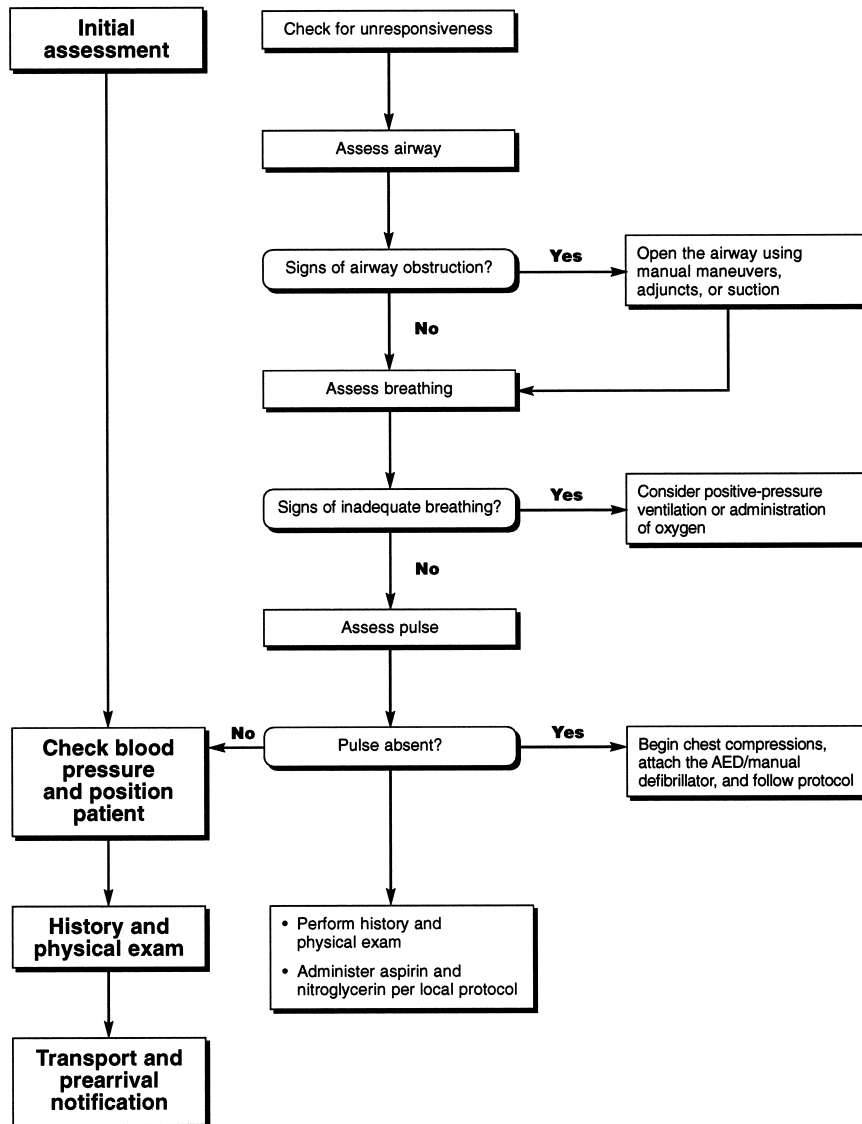 Initial
assessment
Check for unresponsiveness
Assess airway
Signs of airway obstruction?
Yes
Open the airway using
manual maneuvers,
adjuncts, or suction
No
Assess breathing
Signs of inadequate breathing?
Yes
Consider positive-pressure
ventilation or administration
of oxygen
No
Assess pulse
Check blood
pressure
and position
patient
No
Pulse absent?
Yes
Begin chest compressions,
attach the AED/manual
defibrillator, and follow protocol
History and
physical exam
• Perform history and
physical exam
• Administer aspirin and
nitroglycerin per local protocol
Transport and
prearrival
notification